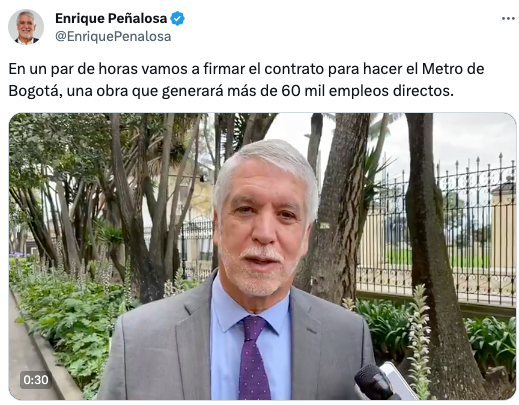 Enrique Peñalosa
@EnriquePenalosa
En un par de horas vamos a firmar el contrato para hacer el Metro de
Bogotá, una obra que generará más de 60 mil empleos directos.
0:30